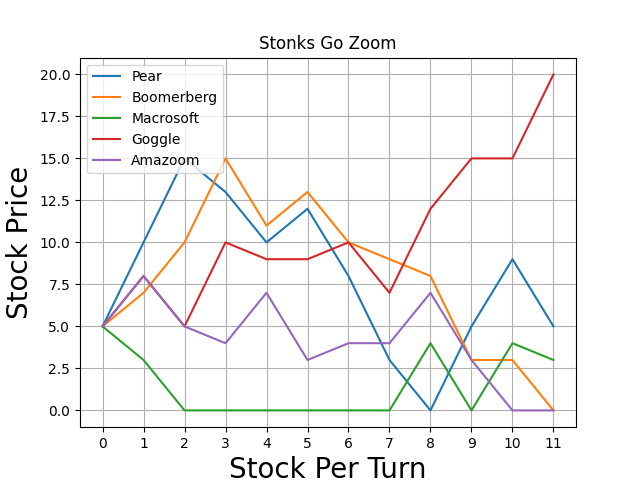 Stonks Go Zoom
20.0
17.5
15.0
12.5
10.0
7.5
5.0
2.5
0.0
Stock Price
Pear
Boomerberg
Macrosoft
Goggle
Amazoom
0 1 2 3 4 5 6 7 8 9 10 11
Stock Per Turn